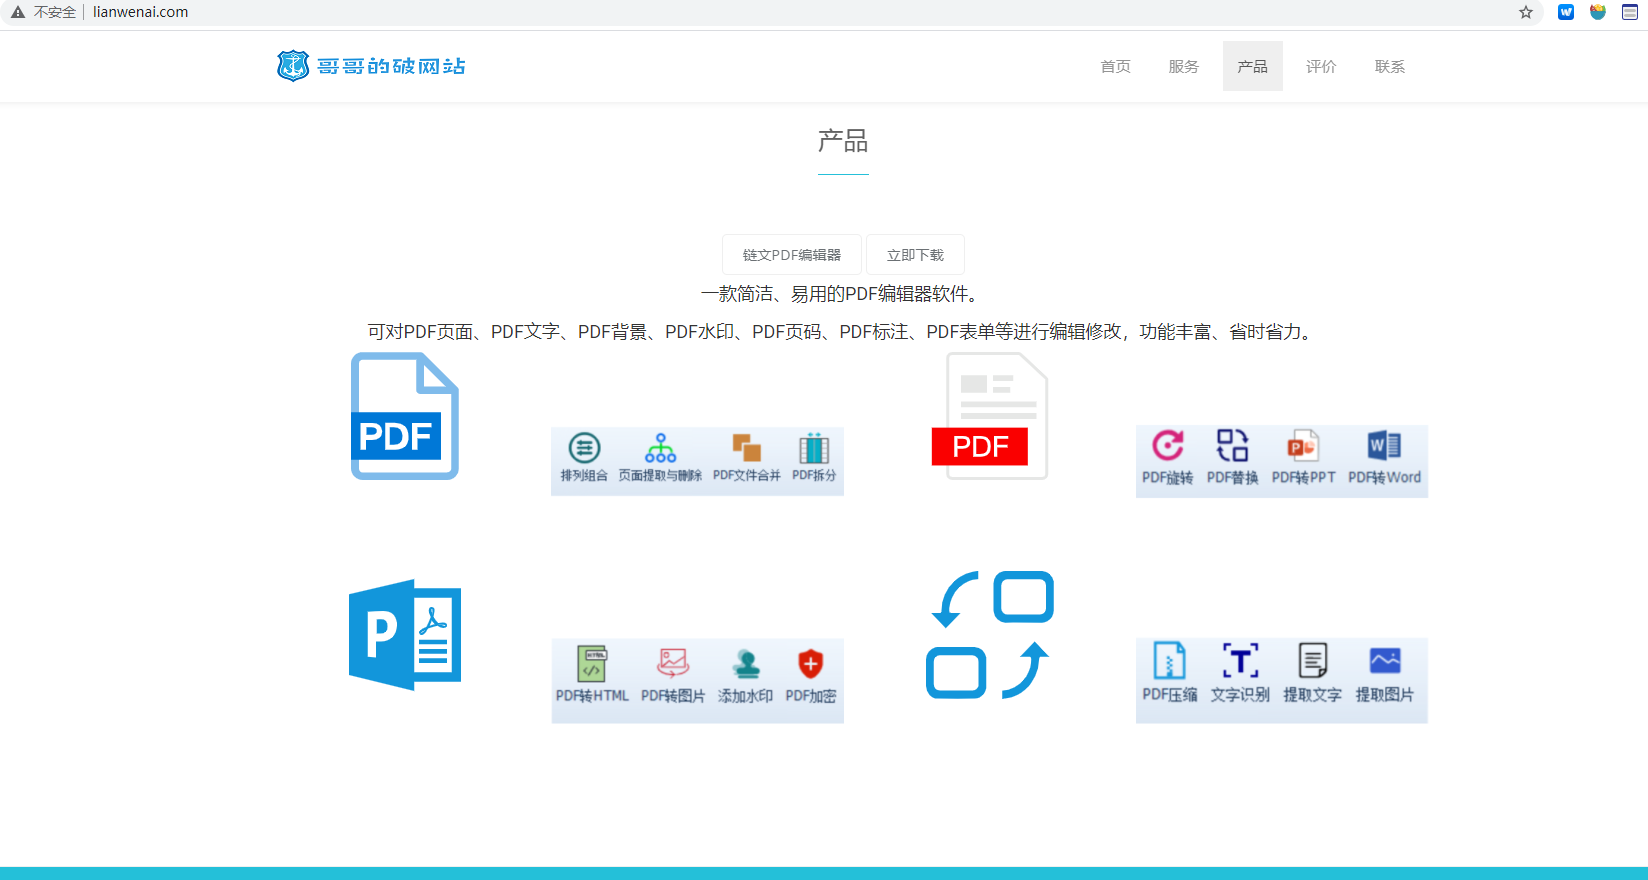 不安全 lianwenai.com
哥哥的破网站
首页 服务 产品 评价 联系
产品
链文PDF编辑器 立即下载
一款简洁、易用的PDF编辑器软件。
可对PDF页面、PDF文字、PDF背景、PDF水印、PDF页码、PDF标注、PDF表单等进行编辑修改，功能丰富、省时省力。
PDF
排列组合 页面提取与删除 PDF文件合并 PDF拆分
PDF
PDF旋转 PDF替换 PDF转PPT PDF转Word
P
HTML
PDF转HTML PDF转图片 添加水印 PDF加密
PDF压缩 文字识别 提取文字 提取图片